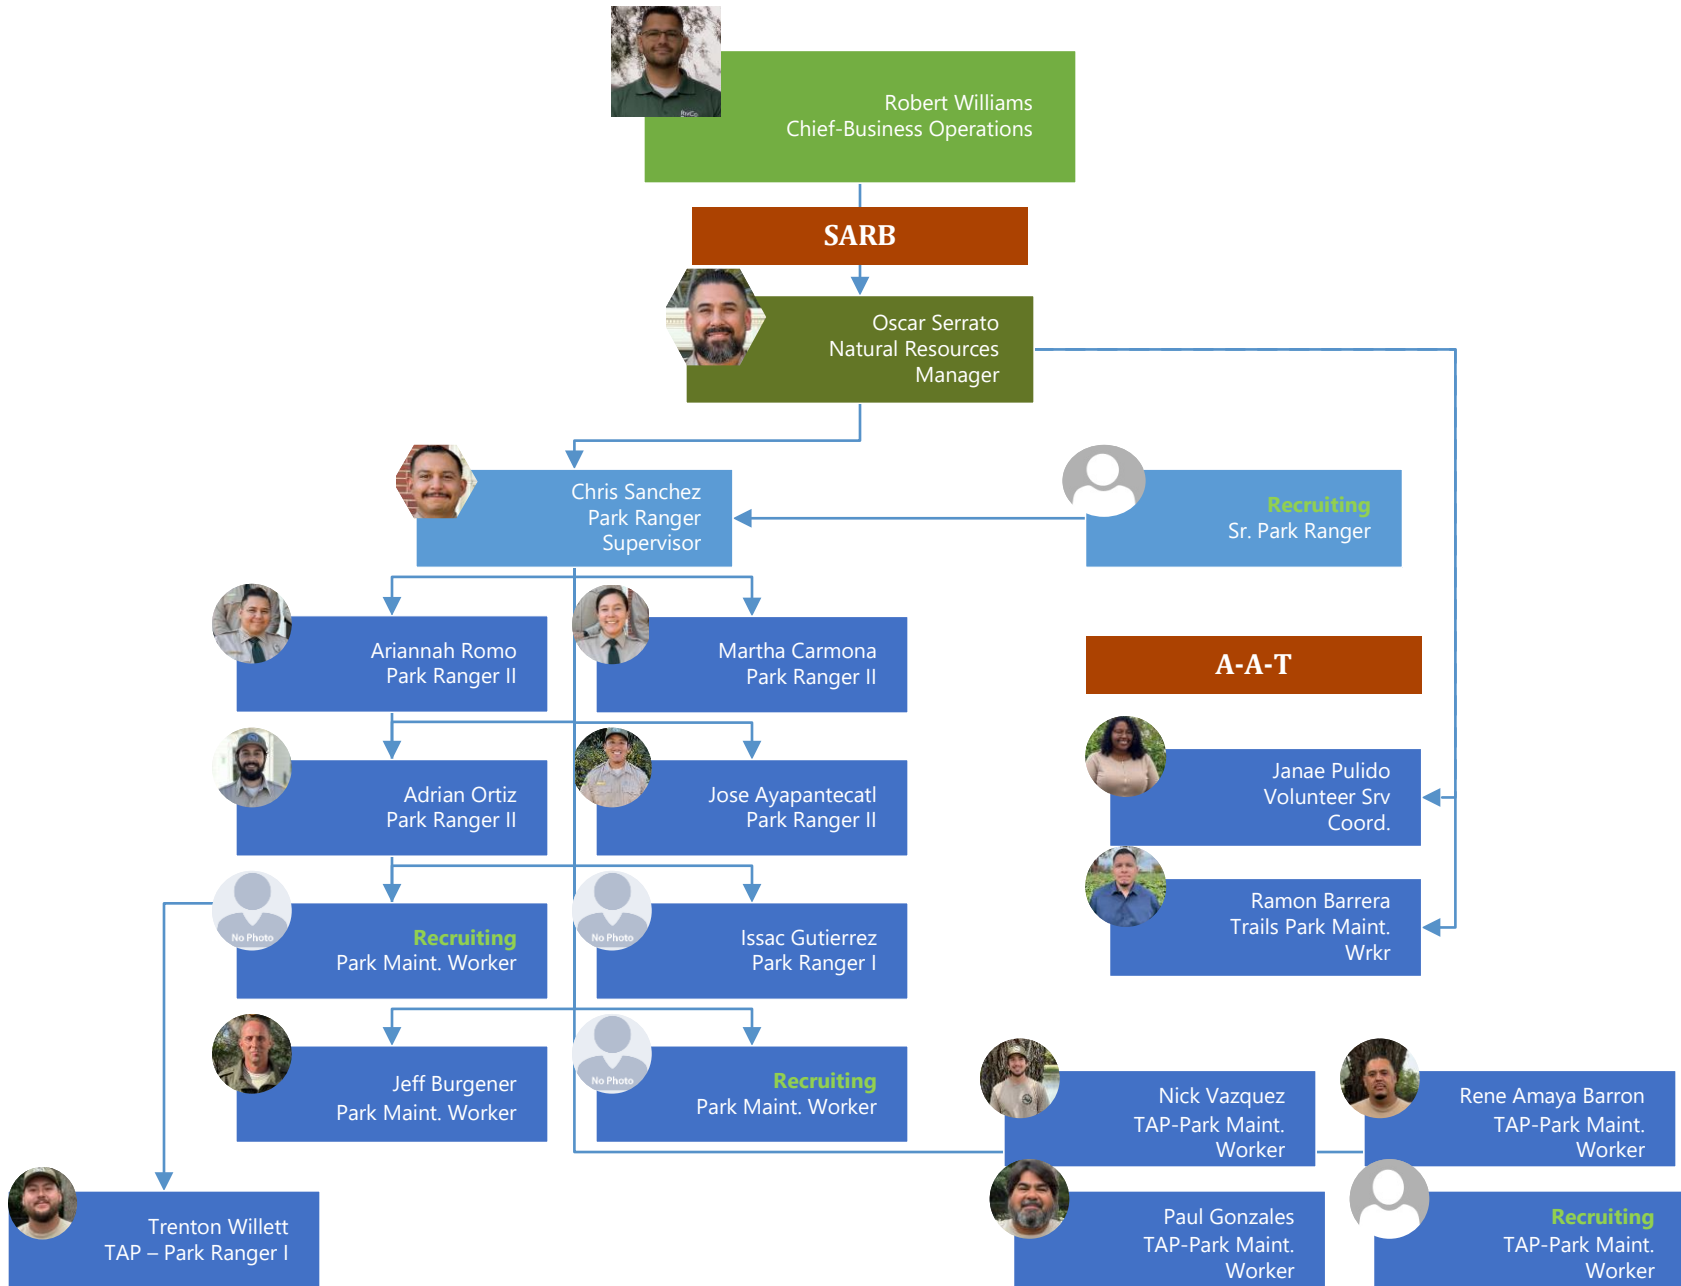 Robert Williams
Chief-Business Operations
SARB
Oscar Serrato
Natural Resources
Manager
Chris Sanchez
Park Ranger
Supervisor
Recruiting
Sr. Park Ranger
Ariannah Romo
Park Ranger II
Martha Carmona
Park Ranger II
A-A-T
Adrian Ortiz
Park Ranger II
Jose Ayapantecatl
Park Ranger II
Janae Pulido
Volunteer Srv
Coord.
No Photo
Recruiting
Park Maint. Worker
No Photo
Issac Gutierrez
Park Ranger I
Ramon Barrera
Trails Park Maint.
Wrkr
Jeff Burgener
Park Maint. Worker
No Photo
Recruiting
Park Maint. Worker
Nick Vazquez
TAP-Park Maint.
Worker
Rene Amaya Barron
TAP-Park Maint.
Worker
Trenton Willett
TAP – Park Ranger I
Paul Gonzales
TAP-Park Maint.
Worker
Recruiting
TAP-Park Maint.
Worker